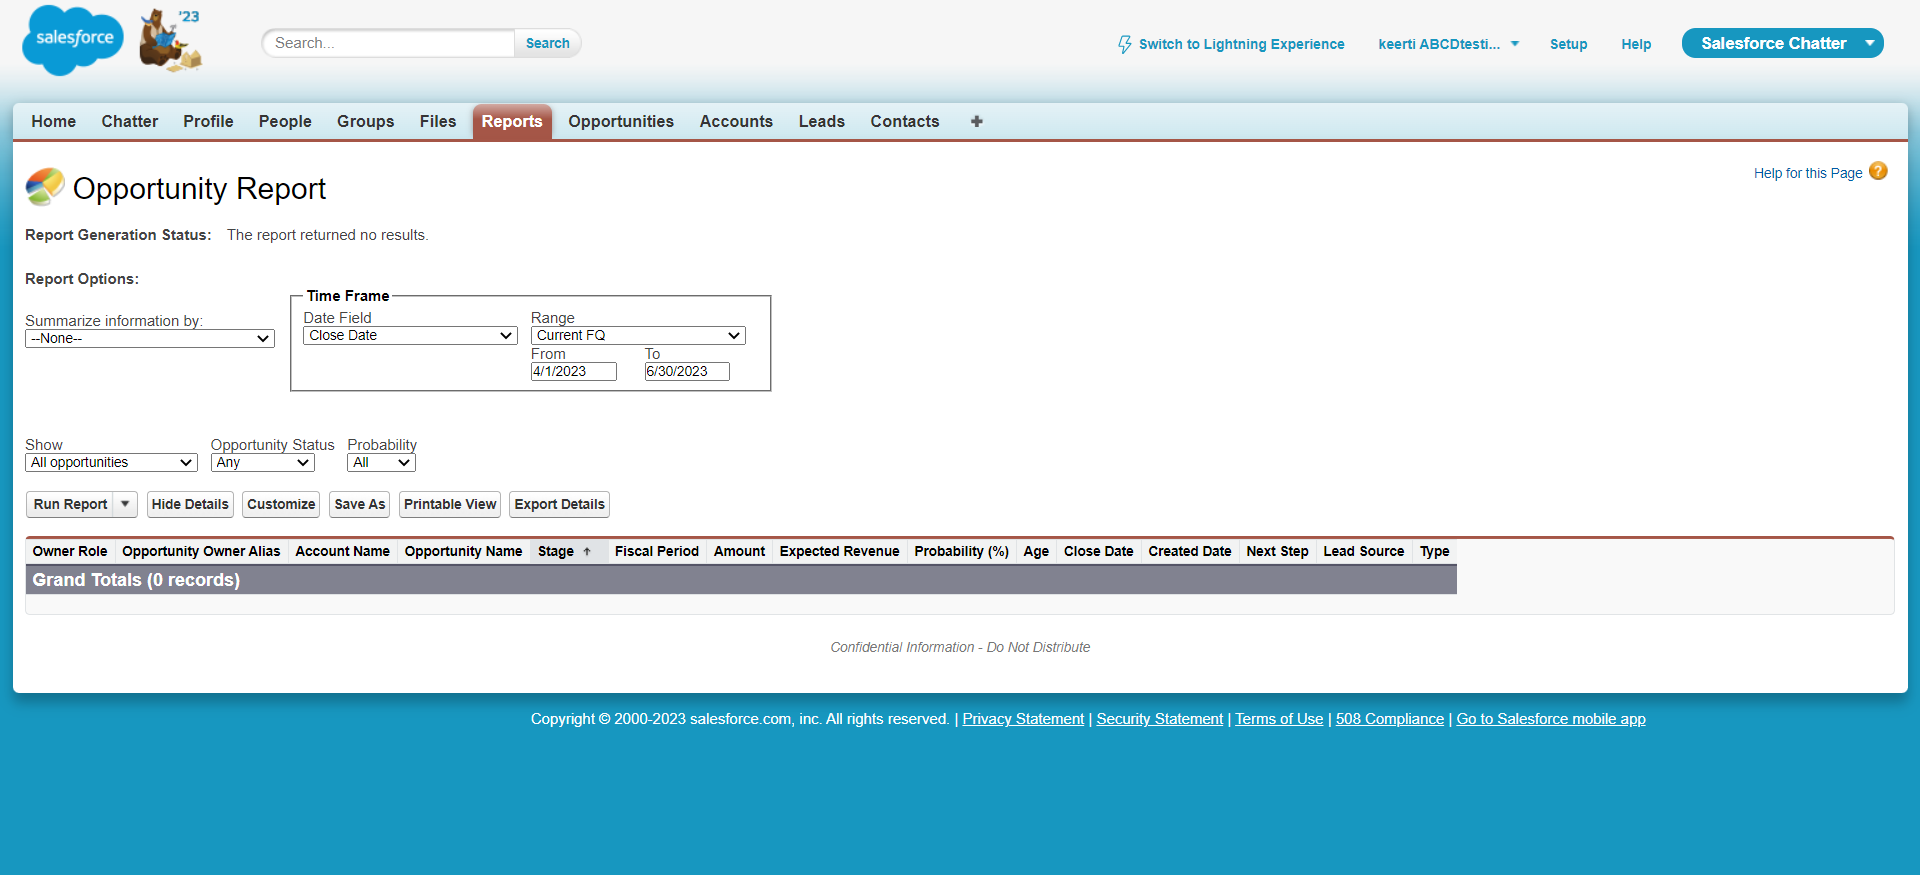 salesforce
'23
Search...
Search
Switch to Lightning Experience
keerti ABCDtesti...
Setup
Help
Salesforce Chatter
Home Chatter Profile People Groups Files Reports Opportunities Accounts Leads Contacts
Help for this Page ?
Opportunity Report
Report Generation Status: The report returned no results.
Report Options:
Time Frame
Summarize information by:
--None--
Date Field
Close Date
Range
Current FQ
From To
4/1/2023 6/30/2023
Show Opportunity Status Probability
All opportunities Any All
Run Report Hide Details Customize Save As Printable View Export Details
Owner Role Opportunity Owner Alias Account Name Opportunity Name Stage Fiscal Period Amount Expected Revenue Probability (%) Age Close Date Created Date Next Step Lead Source Type
Grand Totals (0 records)
Confidential Information - Do Not Distribute
Copyright © 2000-2023 salesforce.com, inc. All rights reserved. | Privacy Statement | Security Statement | Terms of Use | 508 Compliance | Go to Salesforce mobile app